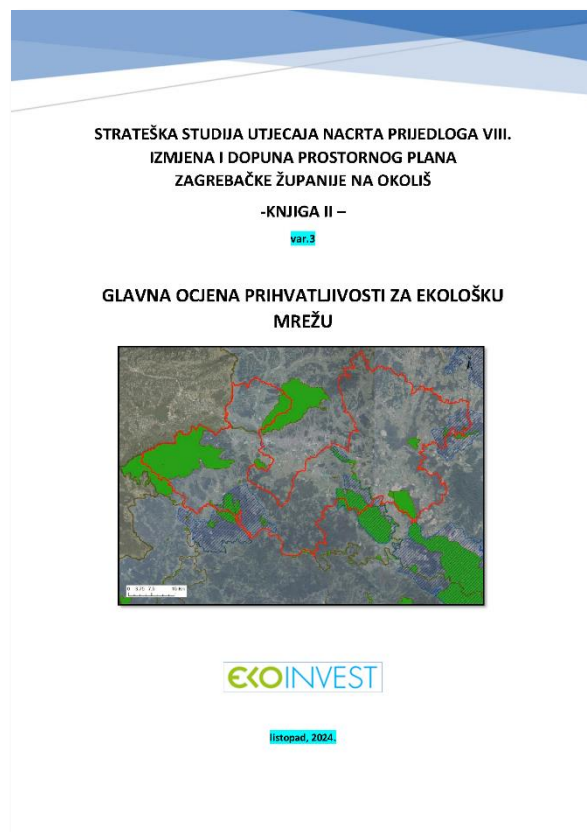 STRATEŠKA STUDIJA UTJECAJA NACRTA PRIJEDLOGA VIII.
IZMJENA I DOPUNA PROSTORNOG PLANA
ZAGREBAČKE ŽUPANIJE NA OKOLIŠ
-KNJIGA II –
var.3
GLAVNA OCJENA PRIHVATLJIVOSTI ZA EKOLOŠKU
MREŽU
EKOINVEST
listopad, 2024.